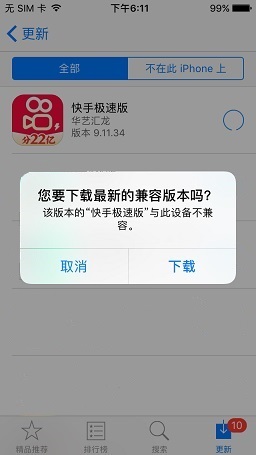 无 SIM 卡
下午6:11
99%
更新
全部
不在此 iPhone 上
快手极速版
华艺汇龙
版本 9.11.34
分22亿
您要下载最新的兼容版本吗?
该版本的“快手极速版”与此设备不兼
容。
取消
下载
10
精品推荐
排行榜
搜索
更新